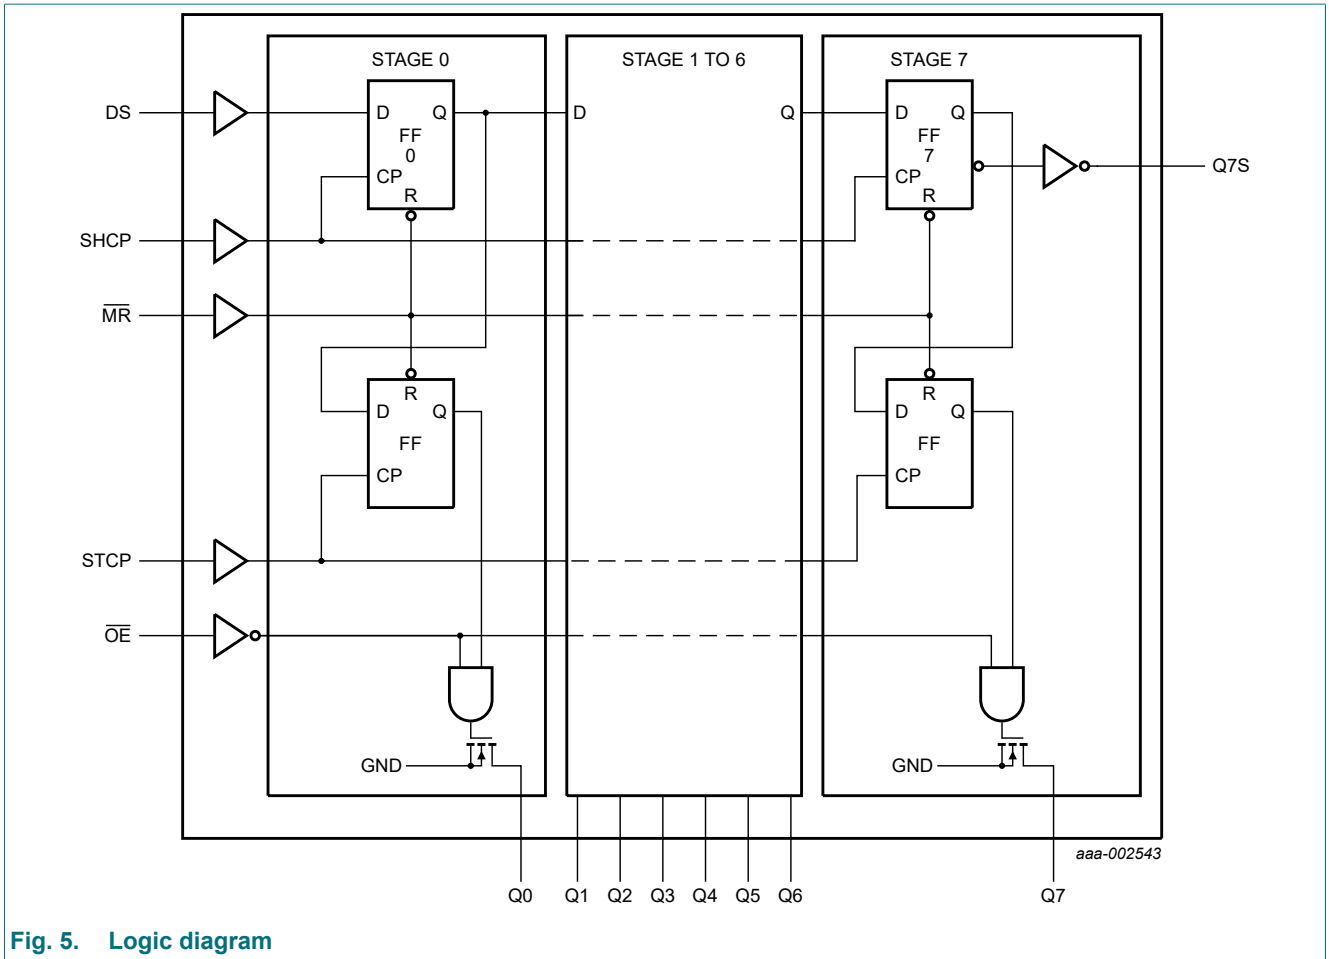 STAGE 0
STAGE 1 TO 6
STAGE 7
DS
D
Q
FF
0
CP
R
D
Q
D
Q
FF
7
CP
R
Q7S
SHCP
M̅R̅
R
D
Q
FF
CP
R
D
Q
FF
CP
STCP
O̅E̅
GND
GND
aaa-002543
Q0
Q1
Q2
Q3
Q4
Q5
Q6
Q7
Fig. 5. Logic diagram